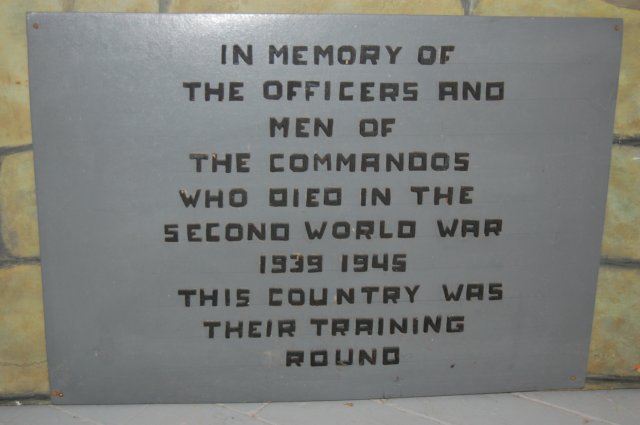 IN MEMORY OF
THE OFFICERS AND
MEN OF
THE COMMANDOS
WHO DIED IN THE
SECOND WORLD WAR
1939 1945
THIS COUNTRY WAS
THEIR TRAINING
ROUND